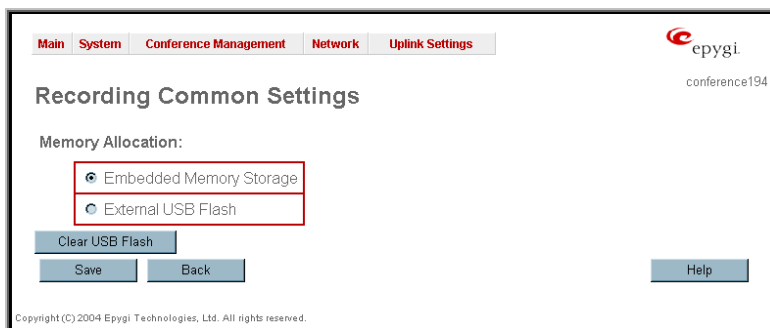 Main System Conference Management Network Uplink Settings
epygi.
conference194
Recording Common Settings
Memory Allocation:
Embedded Memory Storage
External USB Flash
Clear USB Flash
Save Back Help
Copyright (C) 2004 Epygi Technologies, Ltd. All rights reserved.